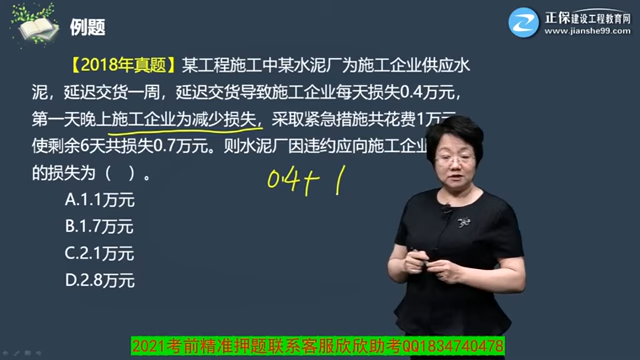 例题
正保建设工程教育网
www.jianshe99.com
【2018年真题】某工程施工中某水泥厂为施工企业供应水
泥，延迟交货一周，延迟交货导致施工企业每天损失0.4万元，
第一天晚上施工企业为减少损失，采取紧急措施共花费1万元
使剩余6天共损失0.7万元。则水泥厂因违约应向施工企业
的损失为（ ）。
0.4+1
A.1.1万元
B.1.7万元
C.2.1万元
D.2.8万元
2021考前精准押题联系客服欣欣助考QQ1834740478